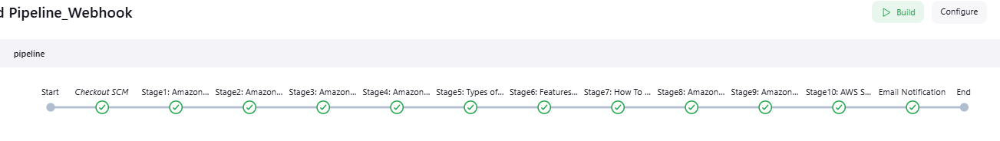 d Pipeline_Webhook
Build
Configure
pipeline
Start
Checkout SCM
Stage1: Amazon...
Stage2: Amazon...
Stage3: Amazon...
Stage4: Amazon...
Stage5: Types of...
Stage6: Features...
Stage7: How To ...
Stage8: Amazon...
Stage9: Amazon...
Stage10: AWS S...
Email Notification
End